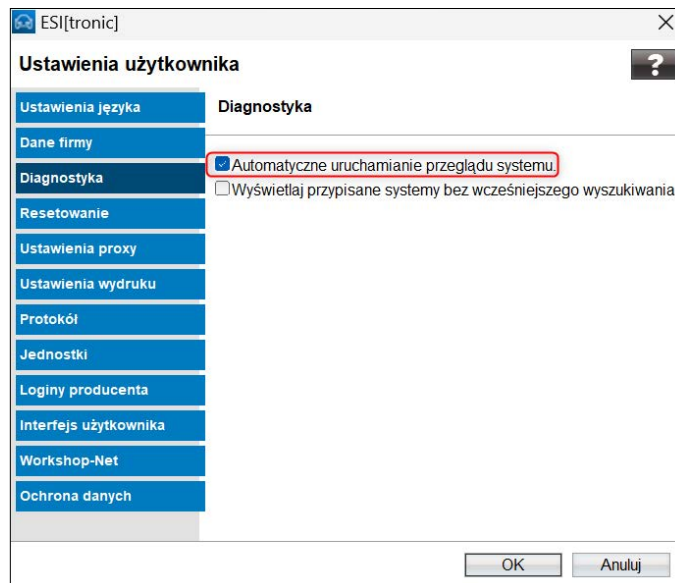 ESI[tronic]
Ustawienia użytkownika
?
Ustawienia języka
Dane firmy
Diagnostyka
Resetowanie
Ustawienia proxy
Ustawienia wydruku
Protokół
Jednostki
Loginy producenta
Interfejs użytkownika
Workshop-Net
Ochrona danych
Diagnostyka
Automatyczne uruchamianie przeglądu systemu.
Wyświetlaj przypisane systemy bez wcześniejszego wyszukiwania
OK
Anuluj